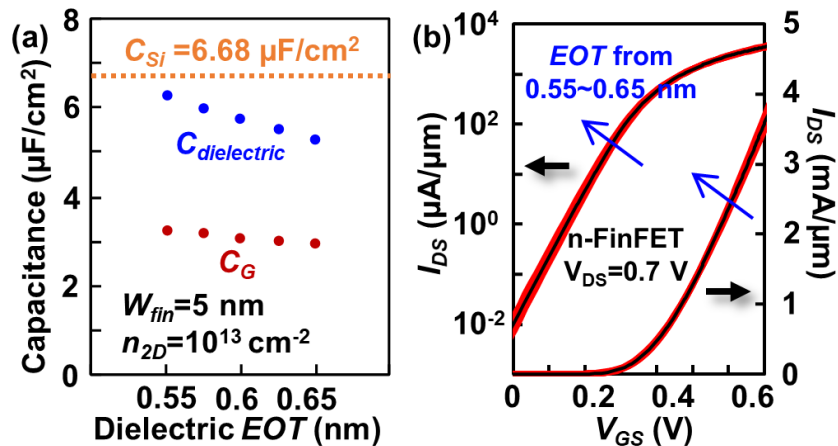 (a)
8
6
4
2
0
Capacitance (µF/cm²)
C_Si =6.68 µF/cm²
C_dielectric
C_G
W_fin=5 nm
n_2D=10¹³ cm⁻²
0.55 0.6 0.65
Dielectric EOT (nm)
(b)
10⁴
10²
10⁰
10⁻²
I_DS (µA/µm)
EOT from
0.55~0.65 nm
n-FinFET
V_DS=0.7 V
0 0.2 0.4 0.6
V_GS (V)
5
4
3
2
1
0
I_DS (mA/µm)